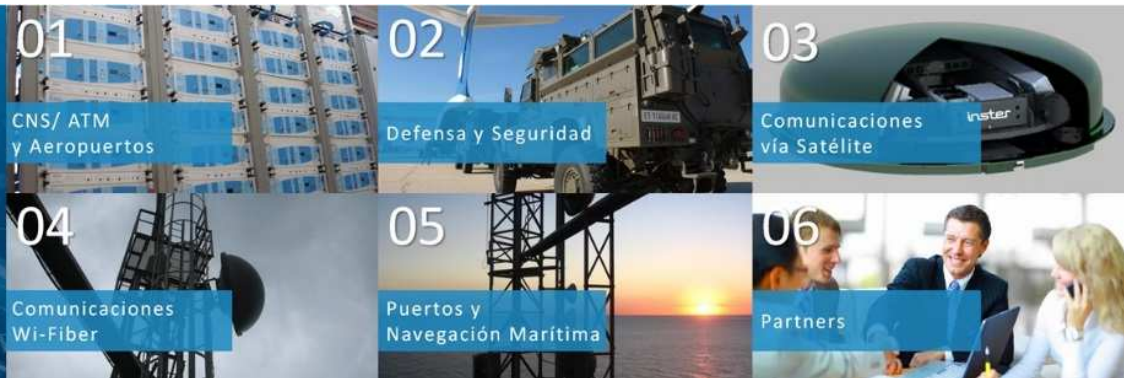 01
CNS/ ATM
y Aeropuertos
02
Defensa y Seguridad
03
inster
Comunicaciones
vía Satélite
04
Comunicaciones
Wi-Fiber
05
Puertos y
Navegación Marítima
06
Partners